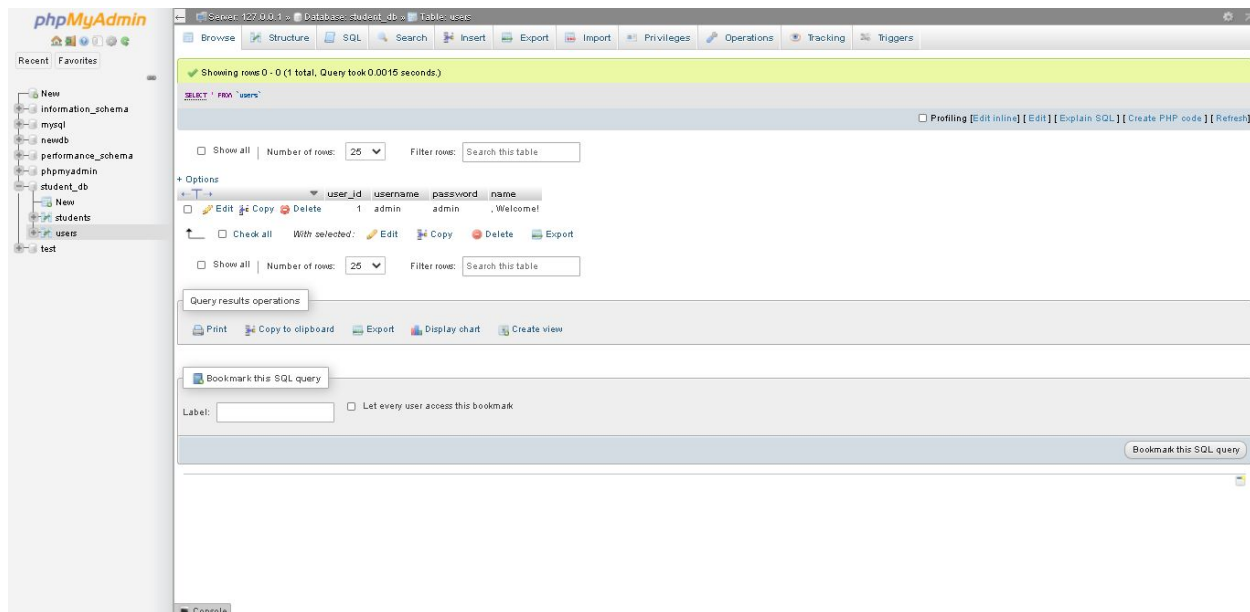 phpMyAdmin
Recent Favorites
New
information_schema
mysql
newdb
performance_schema
phpmyadmin
student_db
New
students
users
test
Server: 127.0.0.1 » Database: student_db » Table: users
Browse Structure SQL Search Insert Export Import Privileges Operations Tracking Triggers
Showing rows 0 - 0 (1 total, Query took 0.0015 seconds.)
SELECT * FROM `users`
Profiling [Edit inline] [ Edit ] [ Explain SQL ] [ Create PHP code ] [ Refresh]
Show all | Number of rows: 25 Filter rows: Search this table
+ Options
←T→ user_id username password name
Edit Copy Delete 1 admin admin , Welcome!
Check all With selected: Edit Copy Delete Export
Show all | Number of rows: 25 Filter rows: Search this table
Query results operations
Print Copy to clipboard Export Display chart Create view
Bookmark this SQL query
Label: Let every user access this bookmark
Bookmark this SQL query
Console